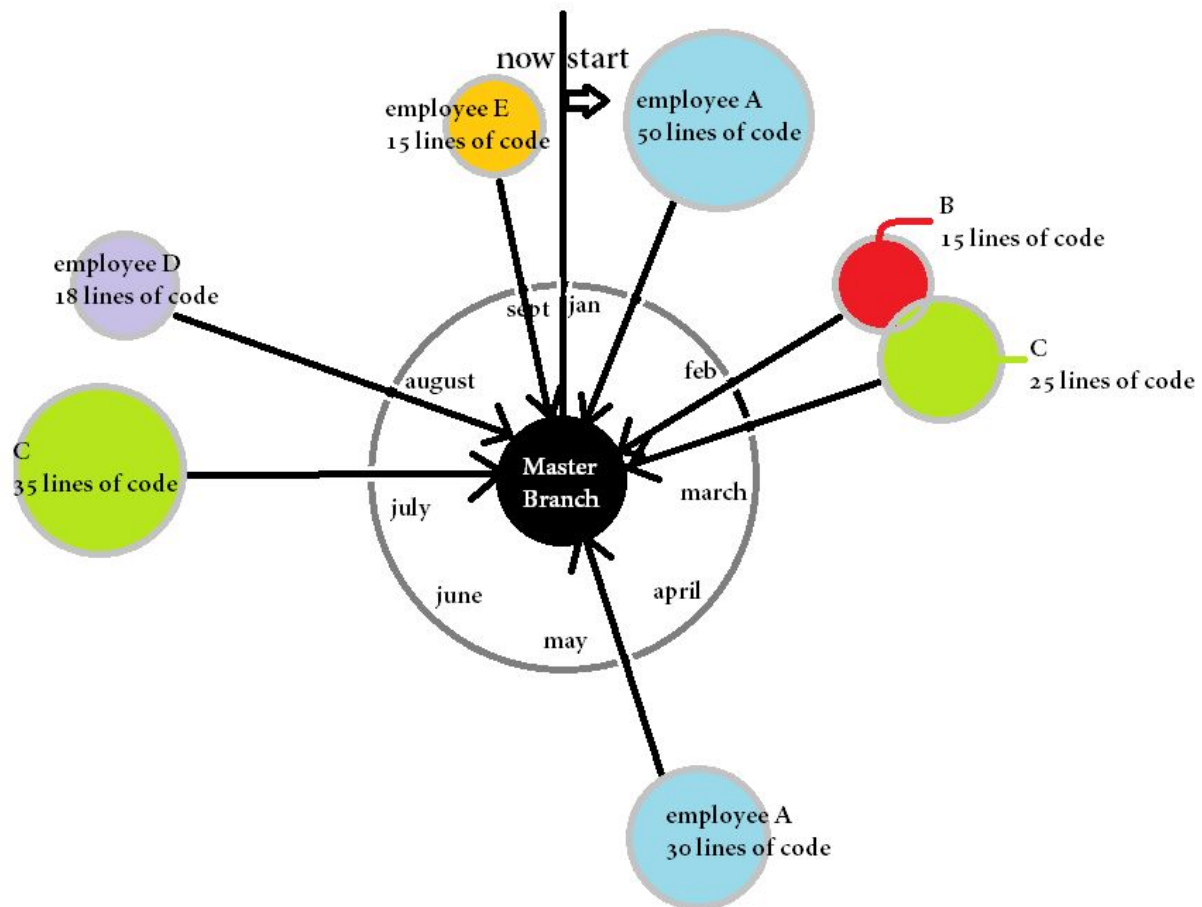 now start
employee A
50 lines of code
employee E
15 lines of code
B
15 lines of code
employee D
18 lines of code
C
25 lines of code
sept
jan
feb
august
C
35 lines of code
Master
Branch
march
july
june
april
may
employee A
30 lines of code